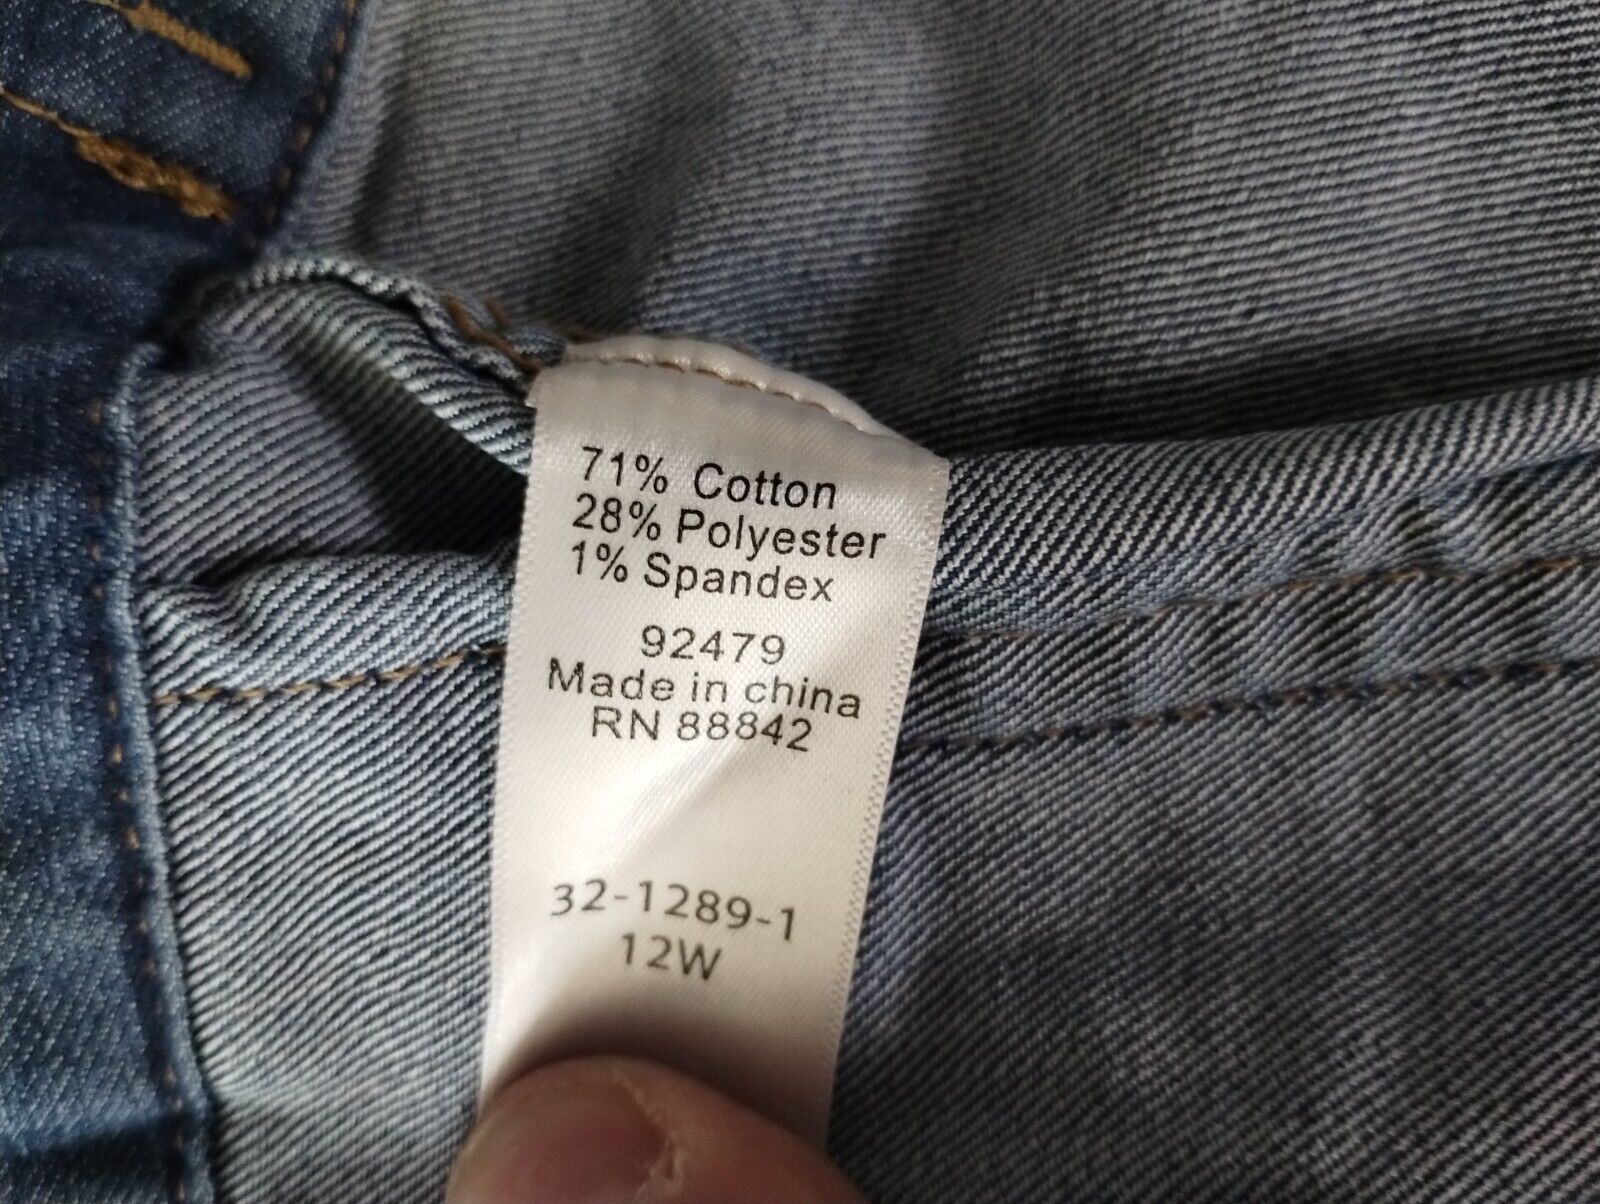 71% Cotton
28% Polyester
1% Spandex
92479
Made in china
RN 88842
32-1289-1
12W